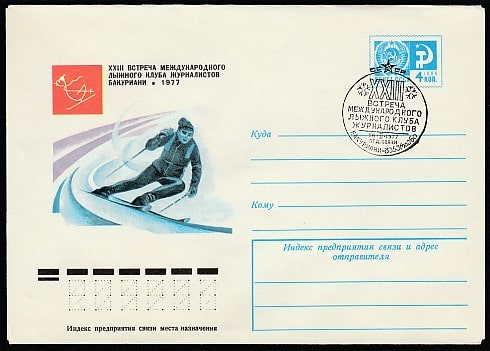 XXIII ВСТРЕЧА МЕЖДУНАРОДНОГО
ЛЫЖНОГО КЛУБА ЖУРНАЛИСТОВ
БАКУРИАНИ • 1977
4 коп.
XXIII
ВСТРЕЧА
МЕЖДУНАРОДНОГО
ЛЫЖНОГО КЛУБА
ЖУРНАЛИСТОВ
БАКУРИАНИ
Куда
Кому
Индекс предприятия связи и адрес
отправителя
Индекс предприятия связи места назначения